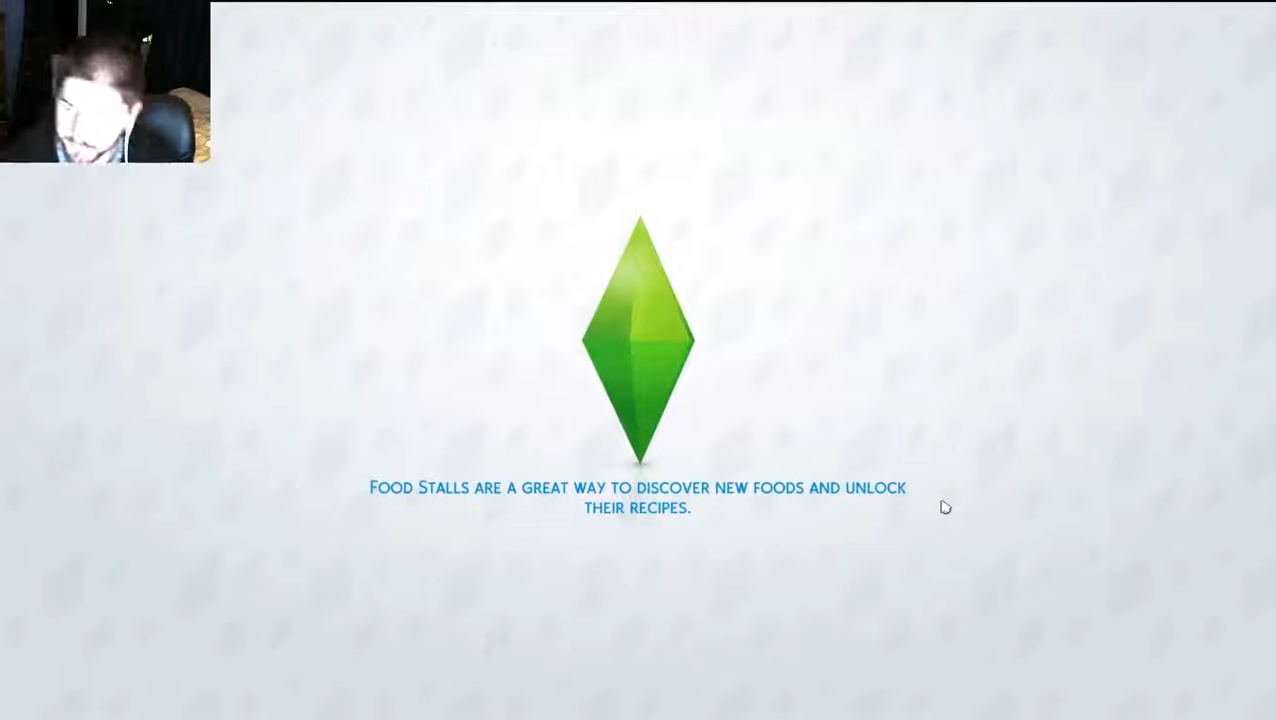 FOOD STALLS ARE A GREAT WAY TO DISCOVER NEW FOODS AND UNLOCK
THEIR RECIPES.